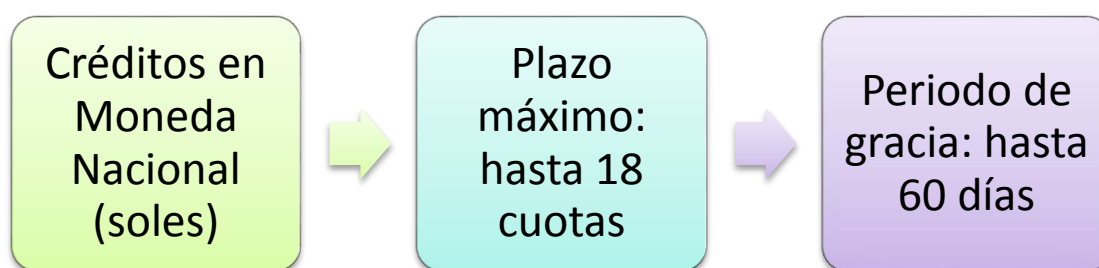 Créditos en
Moneda
Nacional
(soles)
Plazo
máximo:
hasta 18
cuotas
Periodo de
gracia: hasta
60 días